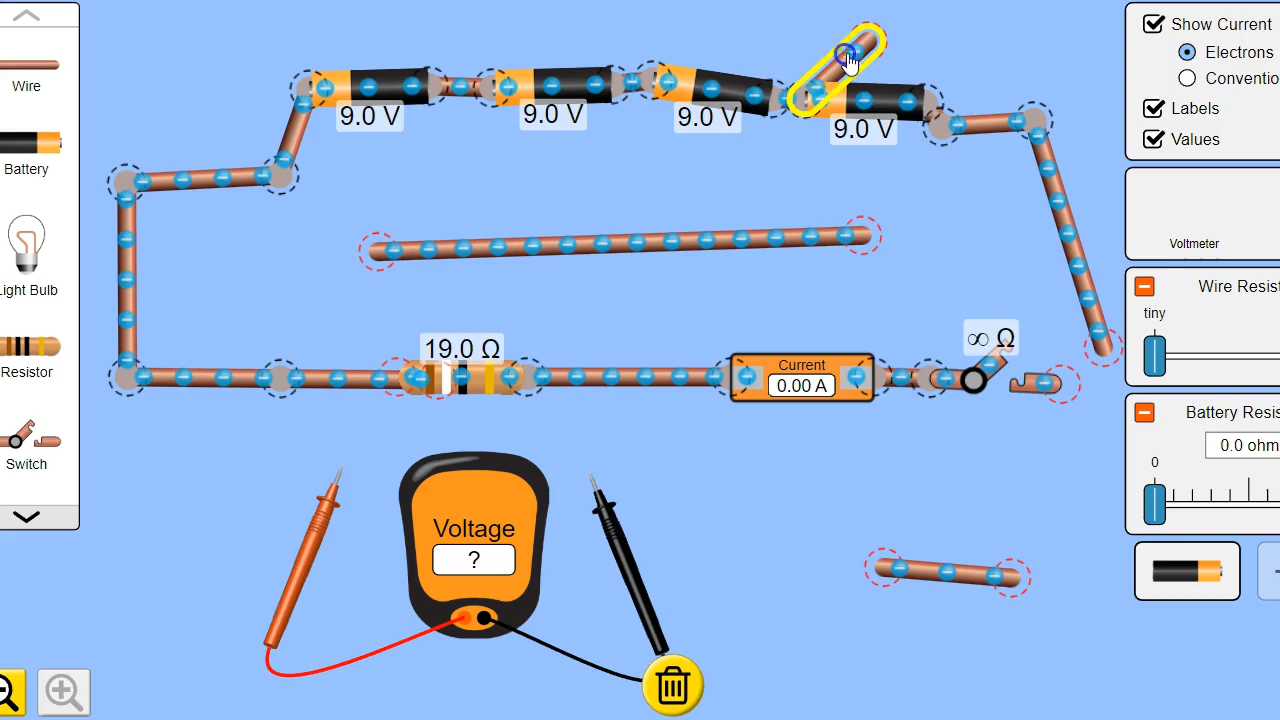 Wire
Battery
Light Bulb
Resistor
Switch
9.0 V
9.0 V
9.0 V
9.0 V
19.0 Ω
∞ Ω
Current
0.00 A
Voltage
?
Show Current
Electrons
Conventio
Labels
Values
Voltmeter
Wire Resist
tiny
Battery Resis
0.0 ohm
0